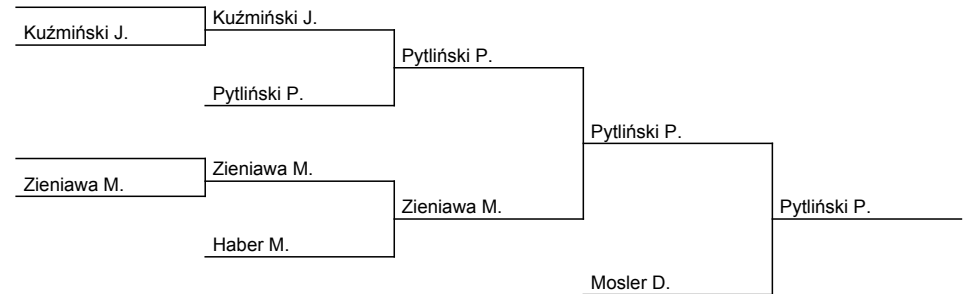 Kuźmiński J.
Kuźmiński J.
Pytliński P.
Pytliński P.
Pytliński P.
Zieniawa M.
Zieniawa M.
Zieniawa M.
Pytliński P.
Haber M.
Mosler D.